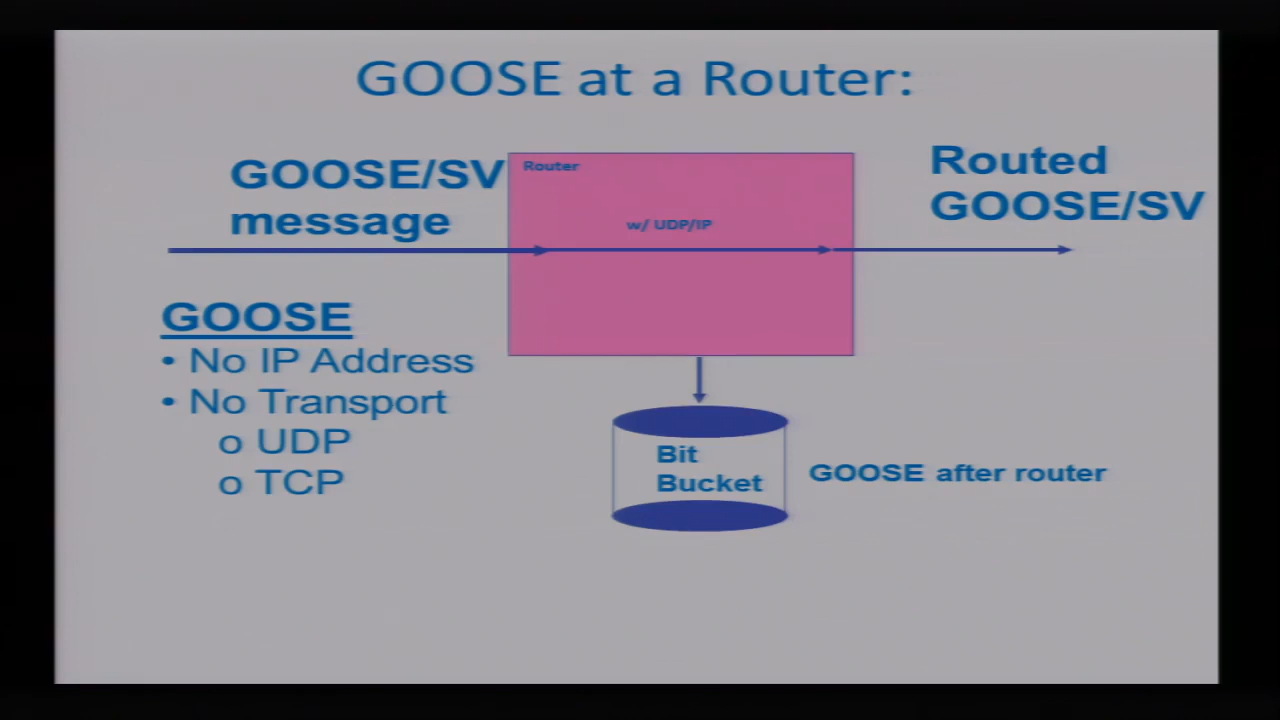 GOOSE at a Router:
GOOSE/SV
message
Router
w/ UDP/IP
Routed
GOOSE/SV
GOOSE
• No IP Address
• No Transport
o UDP
o TCP
Bit
Bucket
GOOSE after router